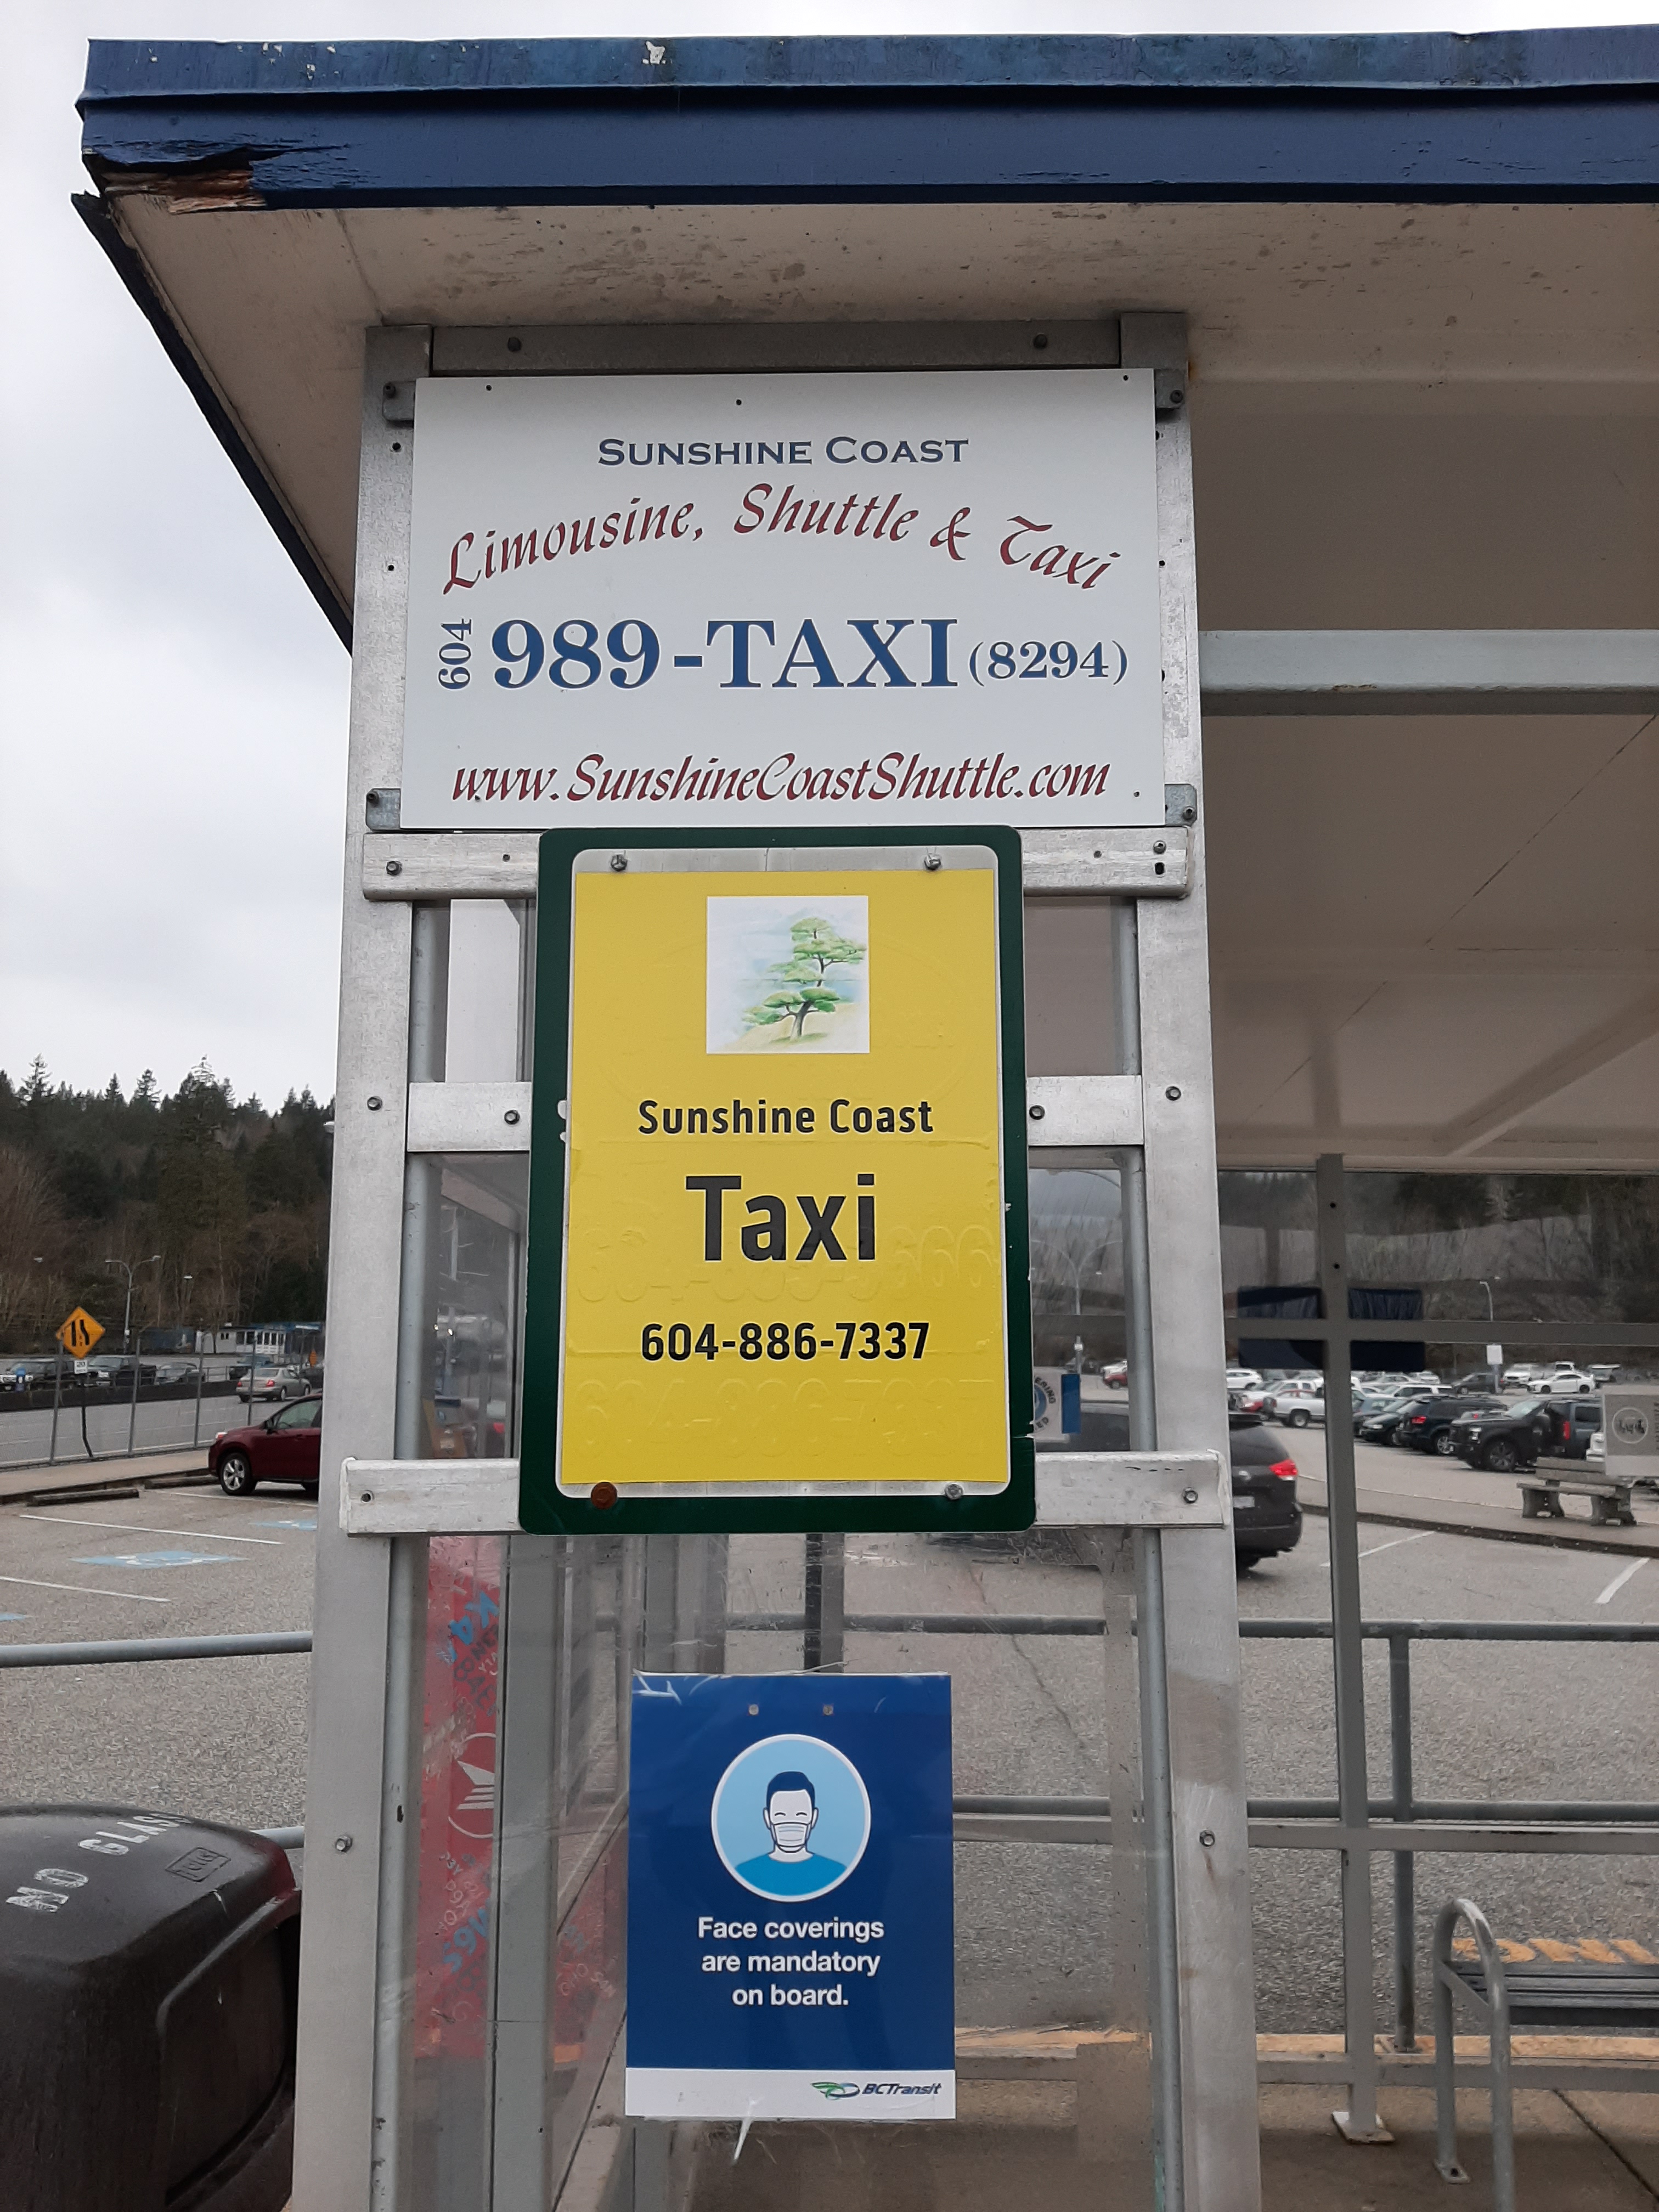 SUNSHINE COAST
Limousine, Shuttle & Taxi
604 989-TAXI (8294)
www.SunshineCoastShuttle.com
Sunshine Coast
Taxi
604-886-7337
NO GLASS
Face coverings
are mandatory
on board.
BCTransit